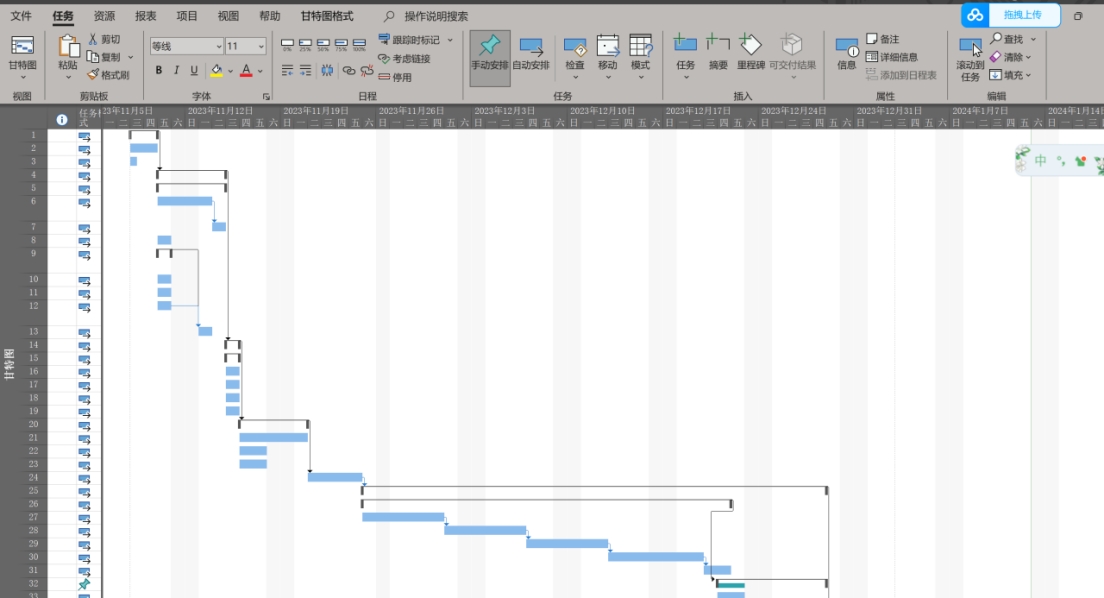 文件 任务 资源 报表 项目 视图 帮助 甘特图格式 操作说明搜索 拖拽上传
甘特图
视图
粘贴
剪切
复制
格式刷
剪贴板
等线 11
B I U A
字体
0% 25% 50% 75% 100%
跟踪时标记
考虑链接
停用
日程
手动安排 自动安排 检查 移动 模式
任务
任务 摘要 里程碑 可交付结果
插入
信息
备注
详细信息
添加到日程表
属性
滚动到
任务
查找
清除
填充
编辑
23年11月5日 2023年11月12日 2023年11月19日 2023年11月26日 2023年12月3日 2023年12月10日 2023年12月17日 2023年12月24日 2023年12月31日 2024年1月7日 2024年1月14日
一 二 三 四 五 六 日 一 二 三 四 五 六 日 一 二 三 四 五 六 日 一 二 三 四 五 六 日 一 二 三 四 五 六 日 一 二 三 四 五 六 日 一 二 三 四 五 六 日 一 二 三 四 五 六 日 一 二 三 四 五 六 日 一 二 三 四 五 六 日 一 二 三
任务模
式
中
甘特图
1
2
3
4
5
6
7
8
9
10
11
12
13
14
15
16
17
18
19
20
21
22
23
24
25
26
27
28
29
30
31
32
33